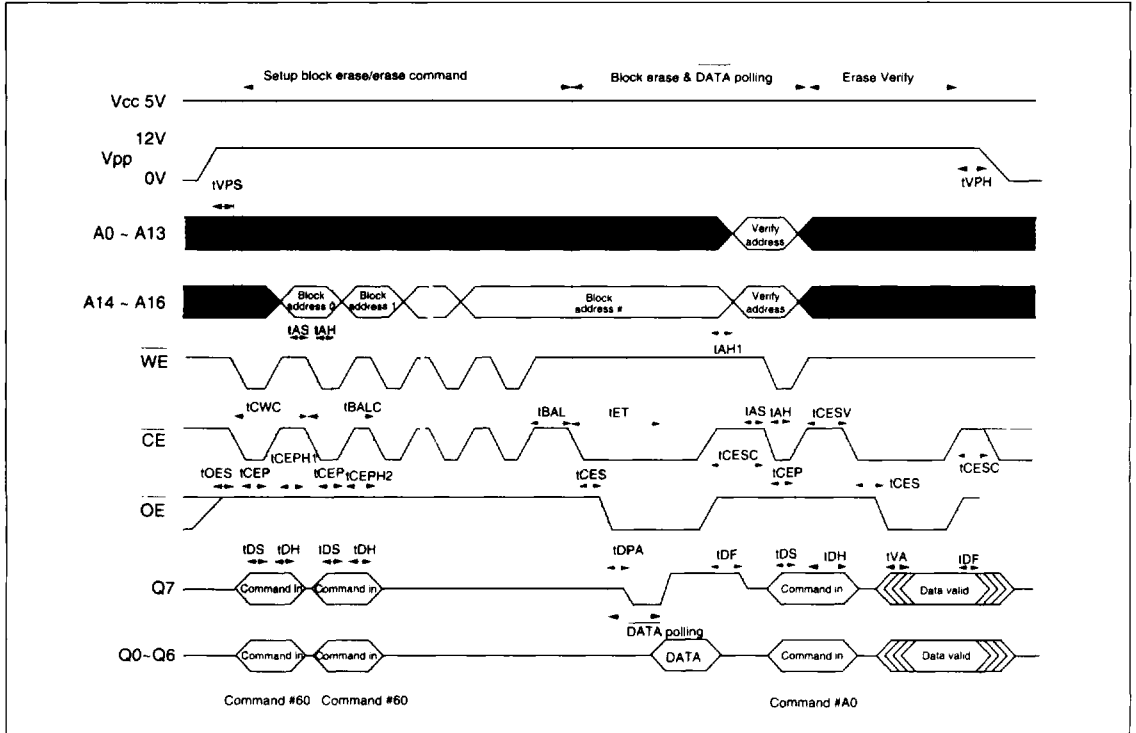 Setup block erase/erase command Block erase & DATA polling Erase Verify
Vcc 5V
12V
Vpp
0V
tVPS tVPH
A0 ~ A13 Verify address
A14 ~ A16 Block address 0 Block address 1 Block address # Verify address
tAS tAH tAH1
WE
tCWC tBALC tBAL tET tAS tAH tCESV
CE
tCEPH1 tCESC tCESC
tOES tCEP tCEP tCEPH2 tCES tCEP tCES
OE
tDS tDH tDS tDH tDPA tDF tDS tDH tVA tDF
Q7 Command In Command in Command in Data valid
DATA polling
Q0~Q6 Command in Command in DATA Command in Data valid
Command #60 Command #60 Command #A0